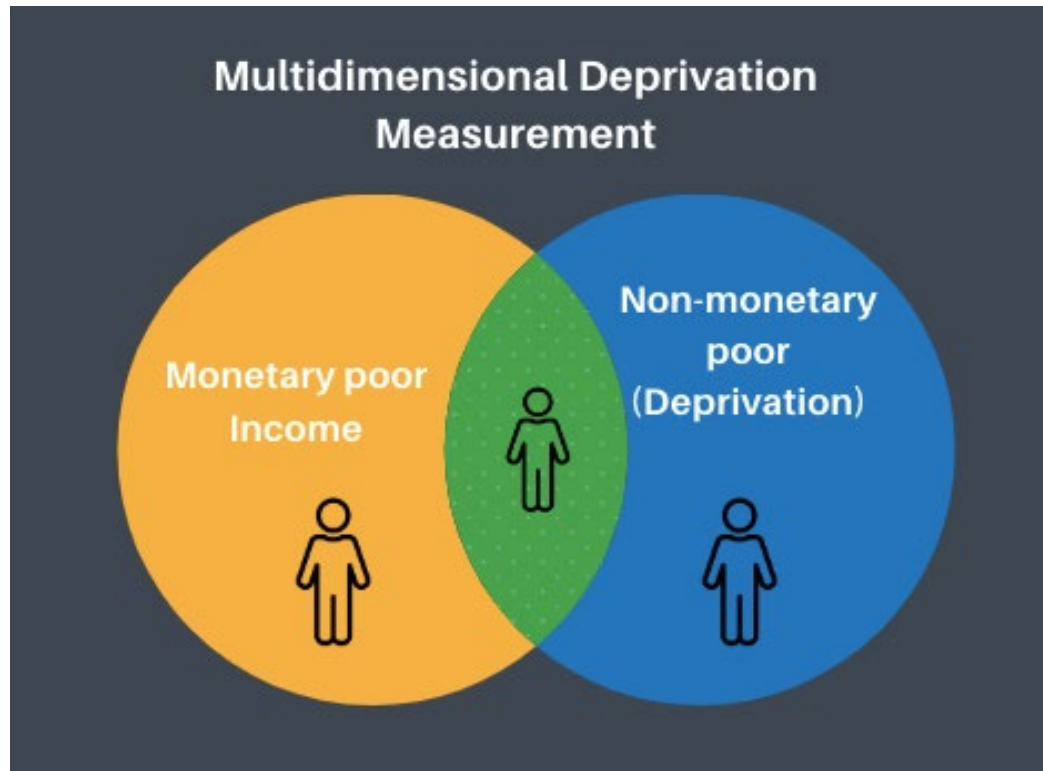 Multidimensional Deprivation
Measurement
Monetary poor
Income
Non-monetary
poor
(Deprivation)